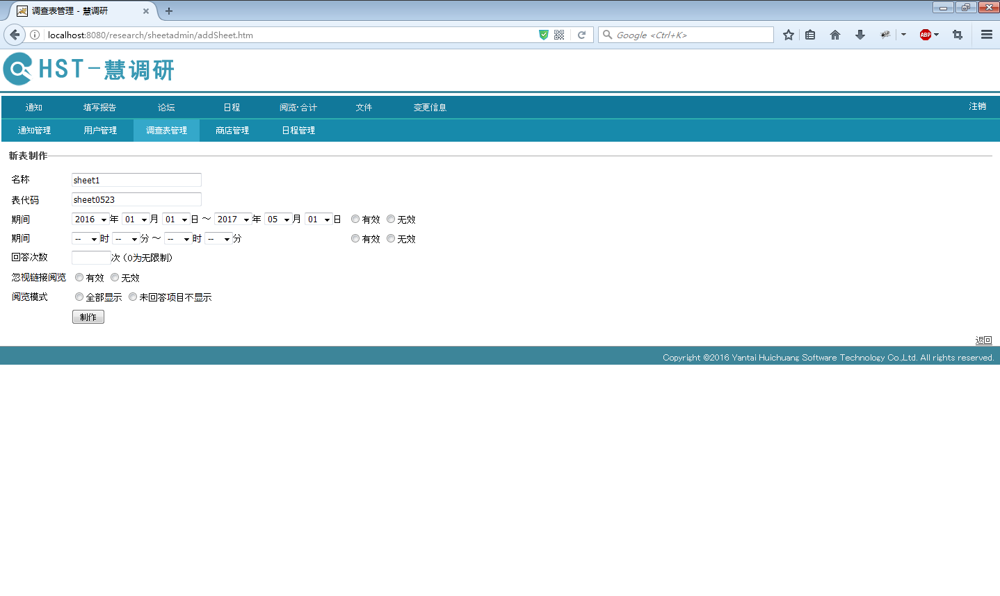 调查表管理 - 慧调研
localhost:8080/research/sheetadmin/addSheet.htm
Google <Ctrl+K>
ABP
HST-慧调研
通知 填写报告 论坛 日程 阅览·合计 文件 变更信息 注销
通知管理 用户管理 调查表管理 商店管理 日程管理
新表制作
名称 sheet1
表代码 sheet0523
期间 2016 年 01 月 01 日 ～ 2017 年 05 月 01 日 有效 无效
期间 -- 时 -- 分 ～ -- 时 -- 分 有效 无效
回答次数 次 (0为无限制)
忽视链接阅览 有效 无效
阅览模式 全部显示 未回答项目不显示
制作
返回
Copyright ©2016 Yantai Huichuang Software Technology Co.,Ltd. All rights reserved.